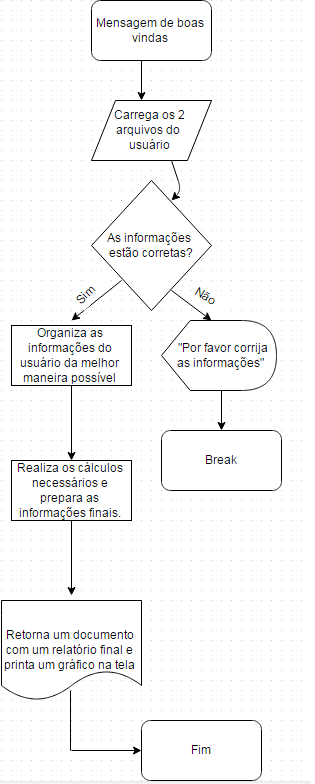 Mensagem de boas
vindas
Carrega os 2
arquivos do
usuário
As informações
estão corretas?
Sim
Não
Organiza as
informações do
usuário da melhor
maneira possível
"Por favor corrija
as informações"
Break
Realiza os cálculos
necessários e
prepara as
informações finais.
Retorna um documento
com um relatório final e
printa um gráfico na tela
Fim